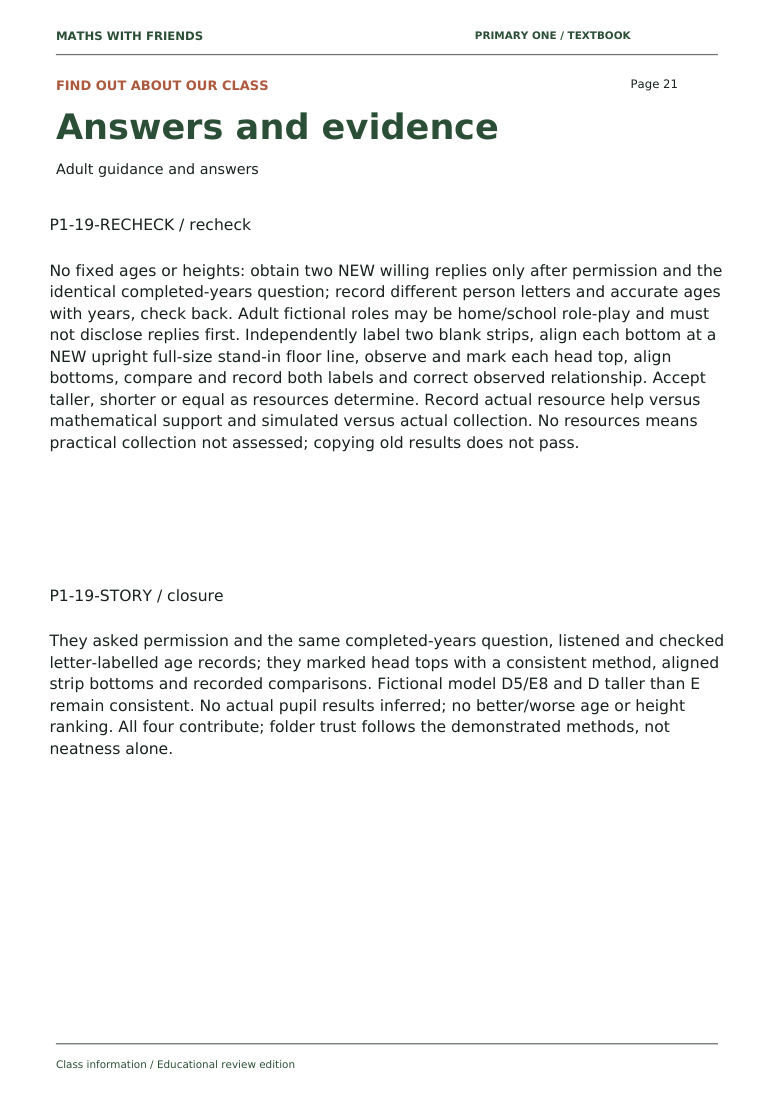 MATHS WITH FRIENDS
PRIMARY ONE / TEXTBOOK
FIND OUT ABOUT OUR CLASS
Page 21
Answers and evidence
Adult guidance and answers
P1-19-RECHECK / recheck
No fixed ages or heights: obtain two NEW willing replies only after permission and the
identical completed-years question; record different person letters and accurate ages
with years, check back. Adult fictional roles may be home/school role-play and must
not disclose replies first. Independently label two blank strips, align each bottom at a
NEW upright full-size stand-in floor line, observe and mark each head top, align
bottoms, compare and record both labels and correct observed relationship. Accept
taller, shorter or equal as resources determine. Record actual resource help versus
mathematical support and simulated versus actual collection. No resources means
practical collection not assessed; copying old results does not pass.
P1-19-STORY / closure
They asked permission and the same completed-years question, listened and checked
letter-labelled age records; they marked head tops with a consistent method, aligned
strip bottoms and recorded comparisons. Fictional model D5/E8 and D taller than E
remain consistent. No actual pupil results inferred; no better/worse age or height
ranking. All four contribute; folder trust follows the demonstrated methods, not
neatness alone.
Class information / Educational review edition